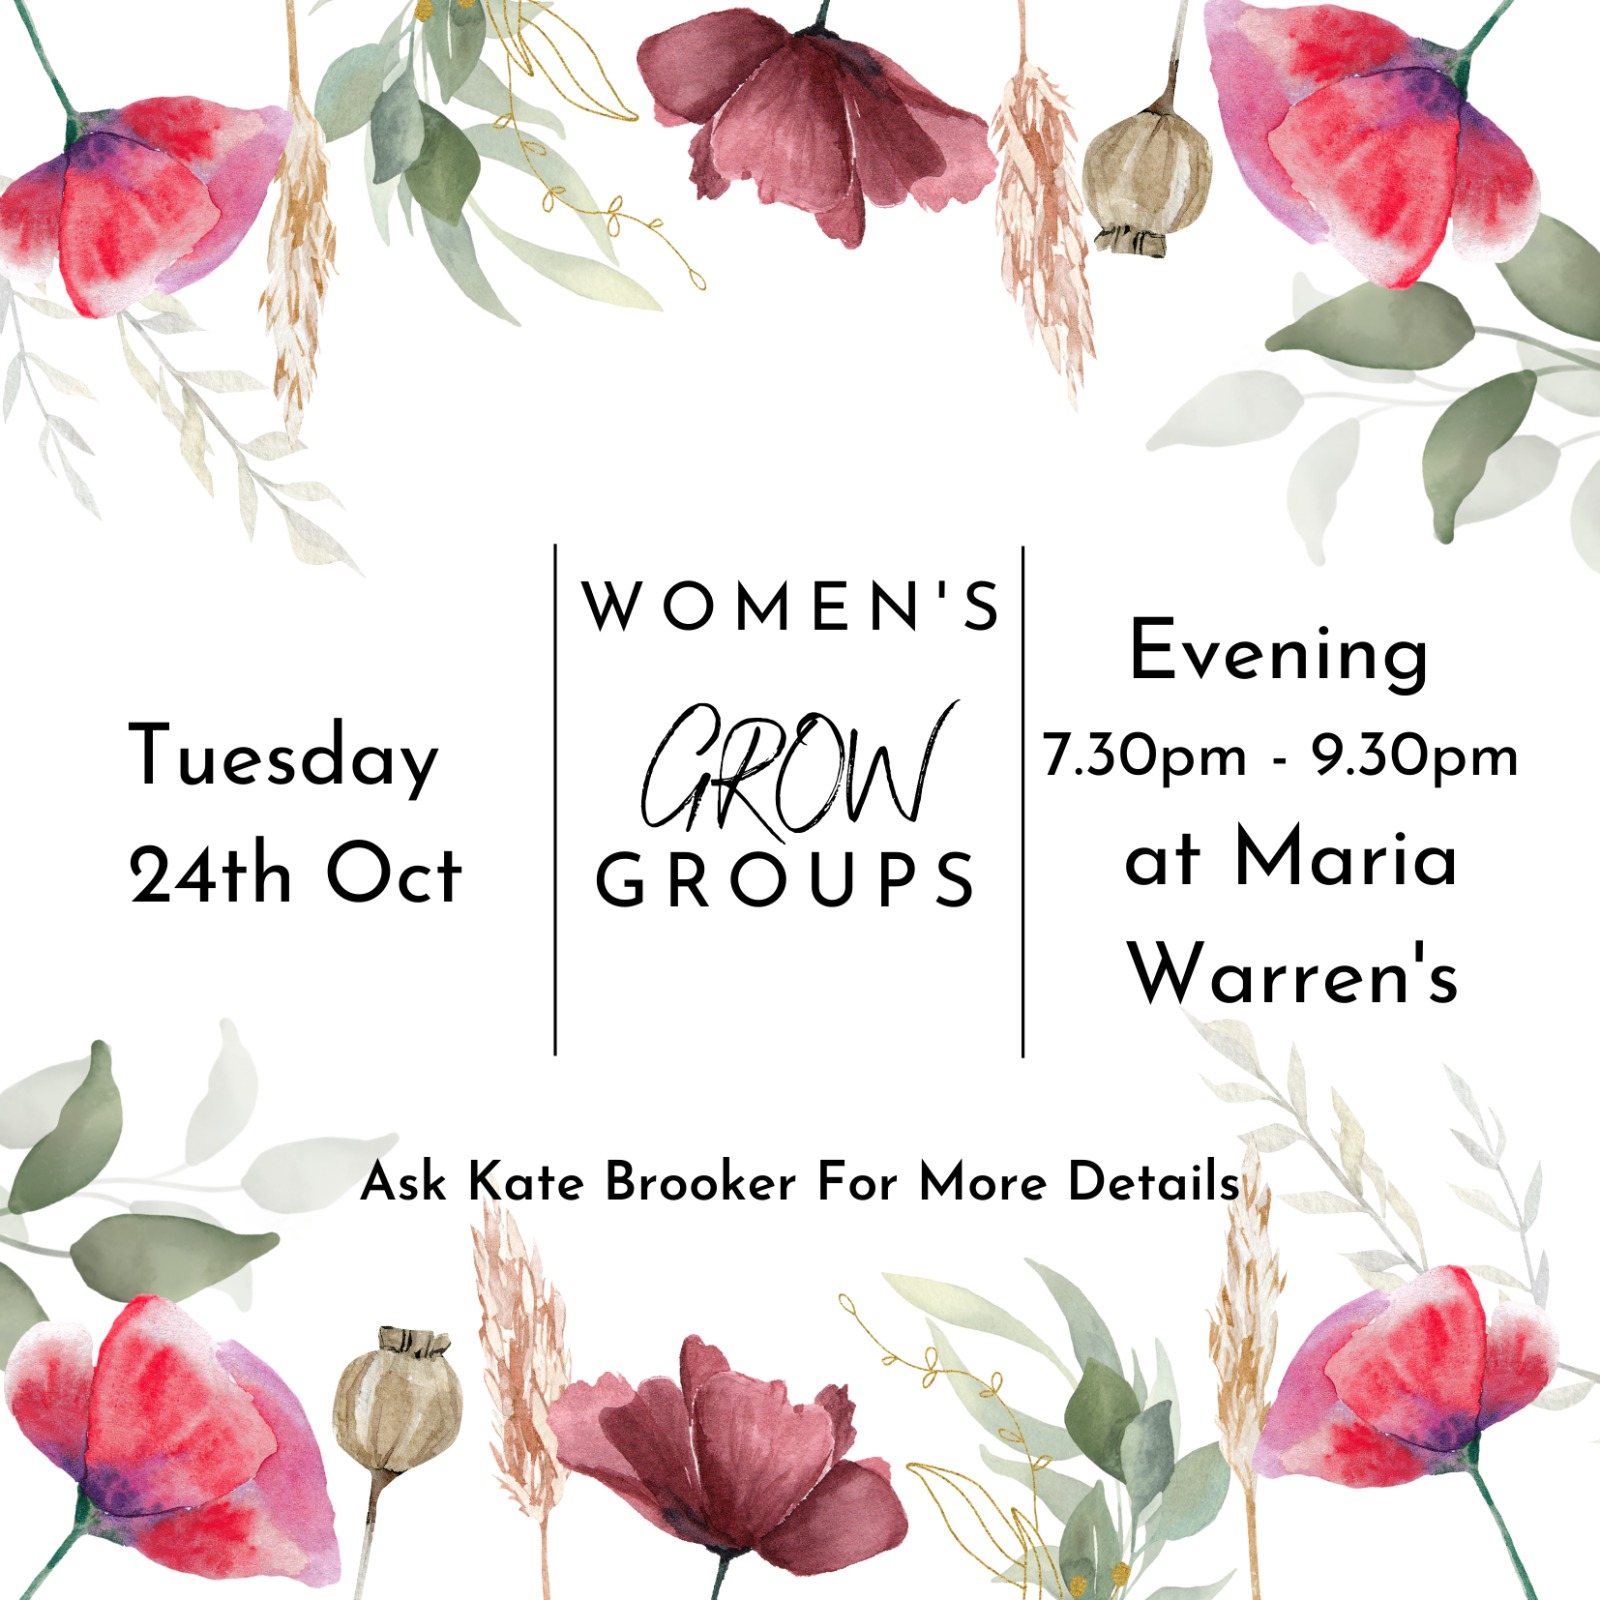 Tuesday
24th Oct
WOMEN'S
GROW
GROUPS
Evening
7.30pm - 9.30pm
at Maria
Warren's
Ask Kate Brooker For More Details